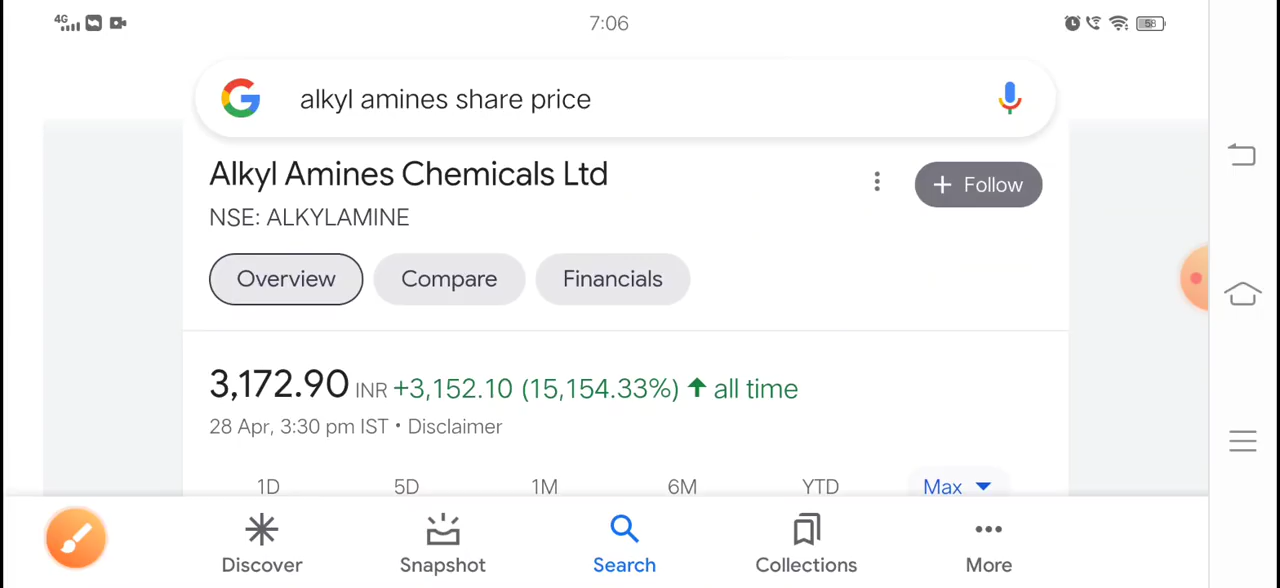 4G 7:06 58
alkyl amines share price
Alkyl Amines Chemicals Ltd
+ Follow
NSE: ALKYLAMINE
Overview Compare Financials
3,172.90 INR +3,152.10 (15,154.33%) ↑ all time
28 Apr, 3:30 pm IST • Disclaimer
1D 5D 1M 6M YTD Max
Discover Snapshot Search Collections More